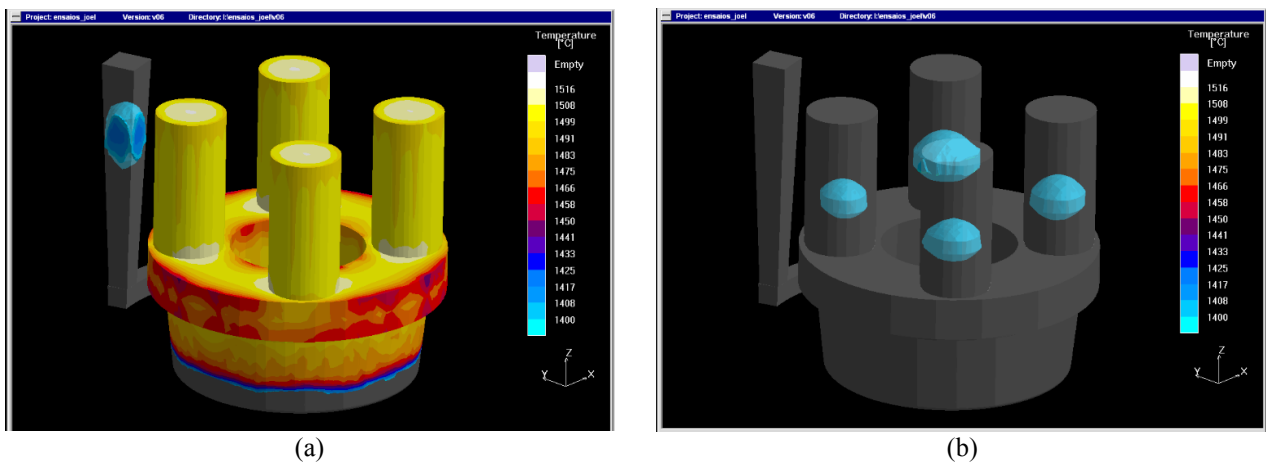 Project: ensaios_joel Version: v06 Directory: l:\ensaios_joel\v06
Temperature
[°C]
Empty
1516
1508
1499
1491
1483
1475
1466
1458
1450
1441
1433
1425
1417
1408
1400
Z
Y X
(a)
Project: ensaios_joel Version: v06 Directory: l:\ensaios_joel\v06
Temperature
[°C]
Empty
1516
1508
1499
1491
1483
1475
1466
1458
1450
1441
1433
1425
1417
1408
1400
Z
Y X
(b)